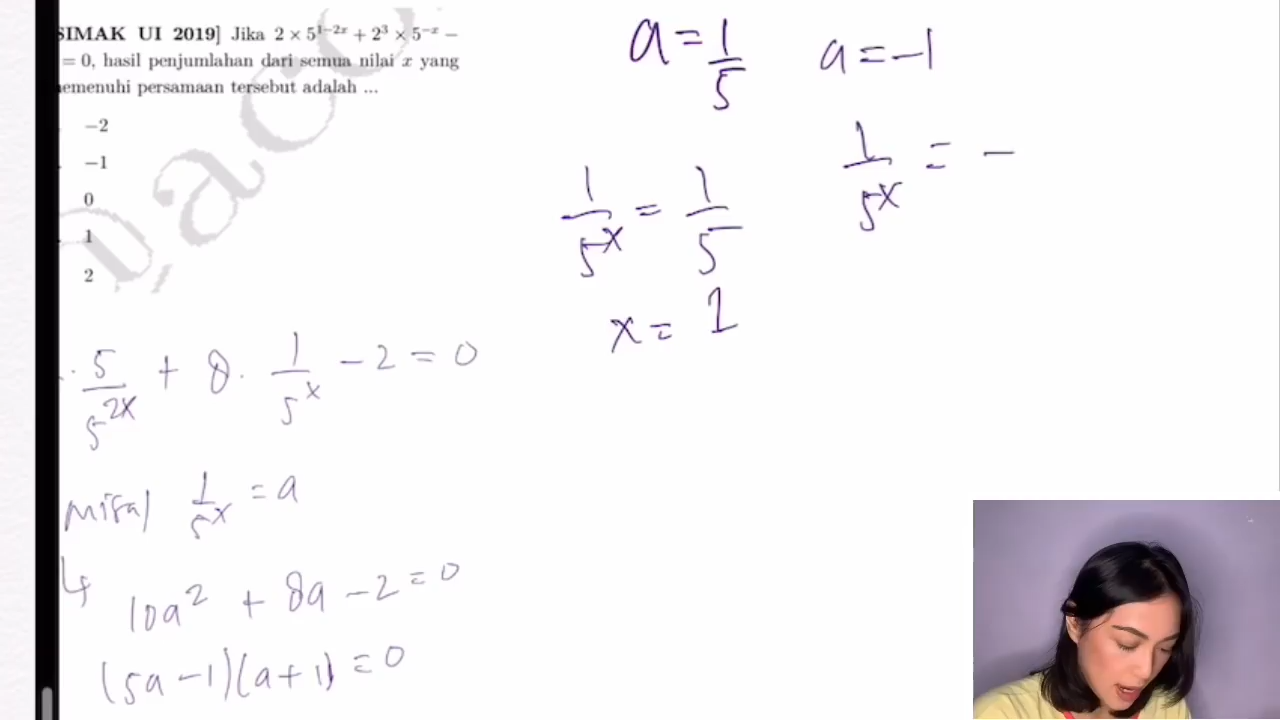 SIMAK UI 2019] Jika 2 × 5^{1−2x} + 2^3 × 5^{−x} −
= 0, hasil penjumlahan dari semua nilai x yang
memenuhi persamaan tersebut adalah ...
−2
−1
0
1
2
. 5/5^{2x} + 8. 1/5^x − 2 = 0
misal 1/5^x = a
↳ 10a^2 + 8a − 2 = 0
(5a − 1)(a + 1) = 0
a = 1/5
1/5^x = 1/5
x = 1
a = −1
1/5^x = −